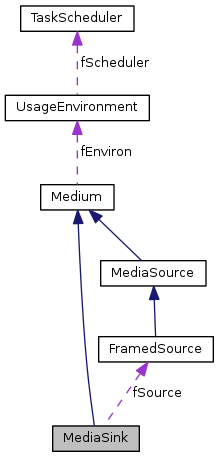 TaskScheduler
fScheduler
UsageEnvironment
fEnviron
Medium
MediaSource
FramedSource
fSource
MediaSink